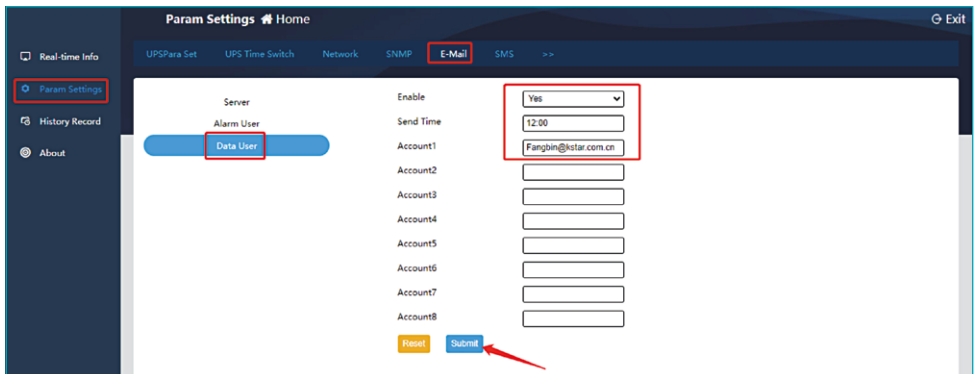 Param Settings Home
Exit
Real-time Info
Param Settings
History Record
About
UPSPara Set UPS Time Switch Network SNMP E-Mail SMS >>
Server
Alarm User
Data User
Enable Yes
Send Time 12:00
Account1 Fangbin@kstar.com.cn
Account2
Account3
Account4
Account5
Account6
Account7
Account8
Reset Submit